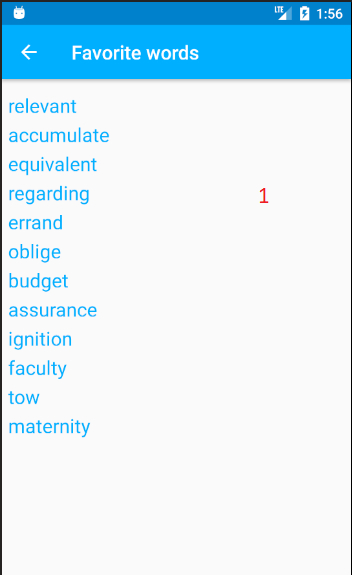 LTE 1:56
Favorite words
relevant
accumulate
equivalent
regarding 1
errand
oblige
budget
assurance
ignition
faculty
tow
maternity